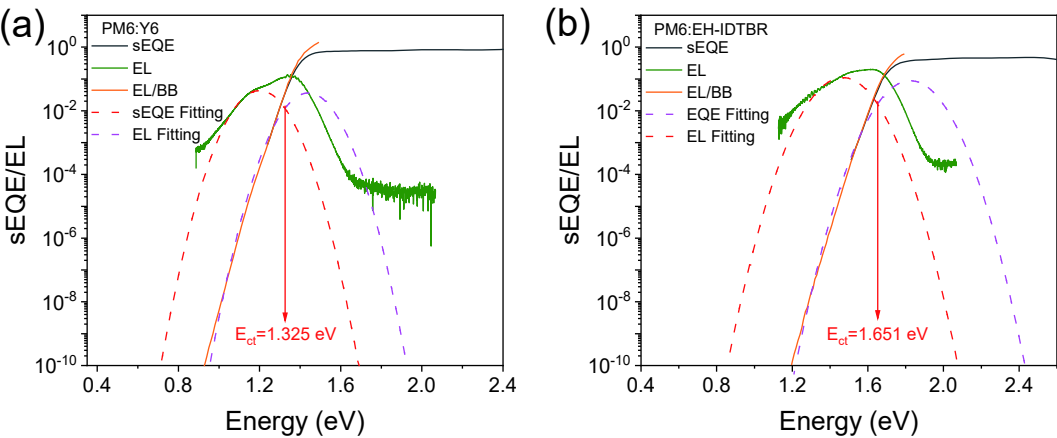 (a)
PM6:Y6
sEQE
EL
EL/BB
sEQE Fitting
EL Fitting
E_ct=1.325 eV
10^0
10^-2
10^-4
10^-6
10^-8
10^-10
sEQE/EL
0.4 0.8 1.2 1.6 2.0 2.4
Energy (eV)
(b)
PM6:EH-IDTBR
sEQE
EL
EL/BB
EQE Fitting
EL Fitting
E_ct=1.651 eV
10^0
10^-2
10^-4
10^-6
10^-8
10^-10
sEQE/EL
0.4 0.8 1.2 1.6 2.0 2.4
Energy (eV)